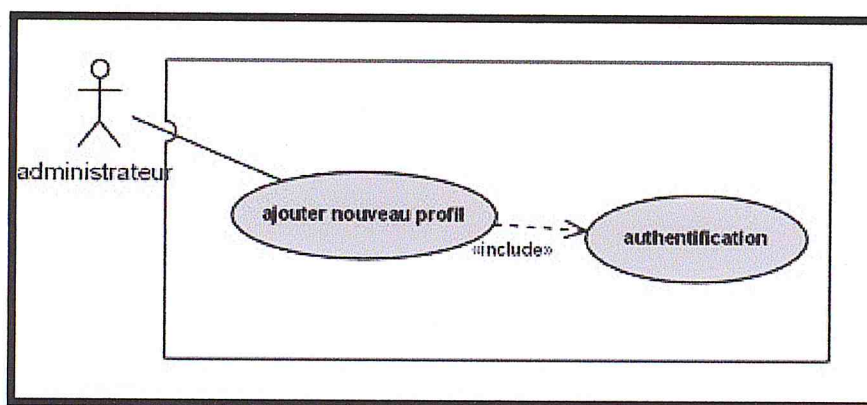 administrateur
ajouter nouveau profil
«include»
authentification